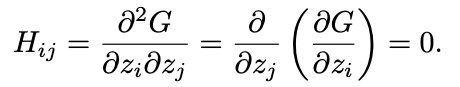 H_{ij} = \frac{\partial^2 G}{\partial z_i \partial z_j} = \frac{\partial}{\partial z_j} \left( \frac{\partial G}{\partial z_i} \right) = 0.